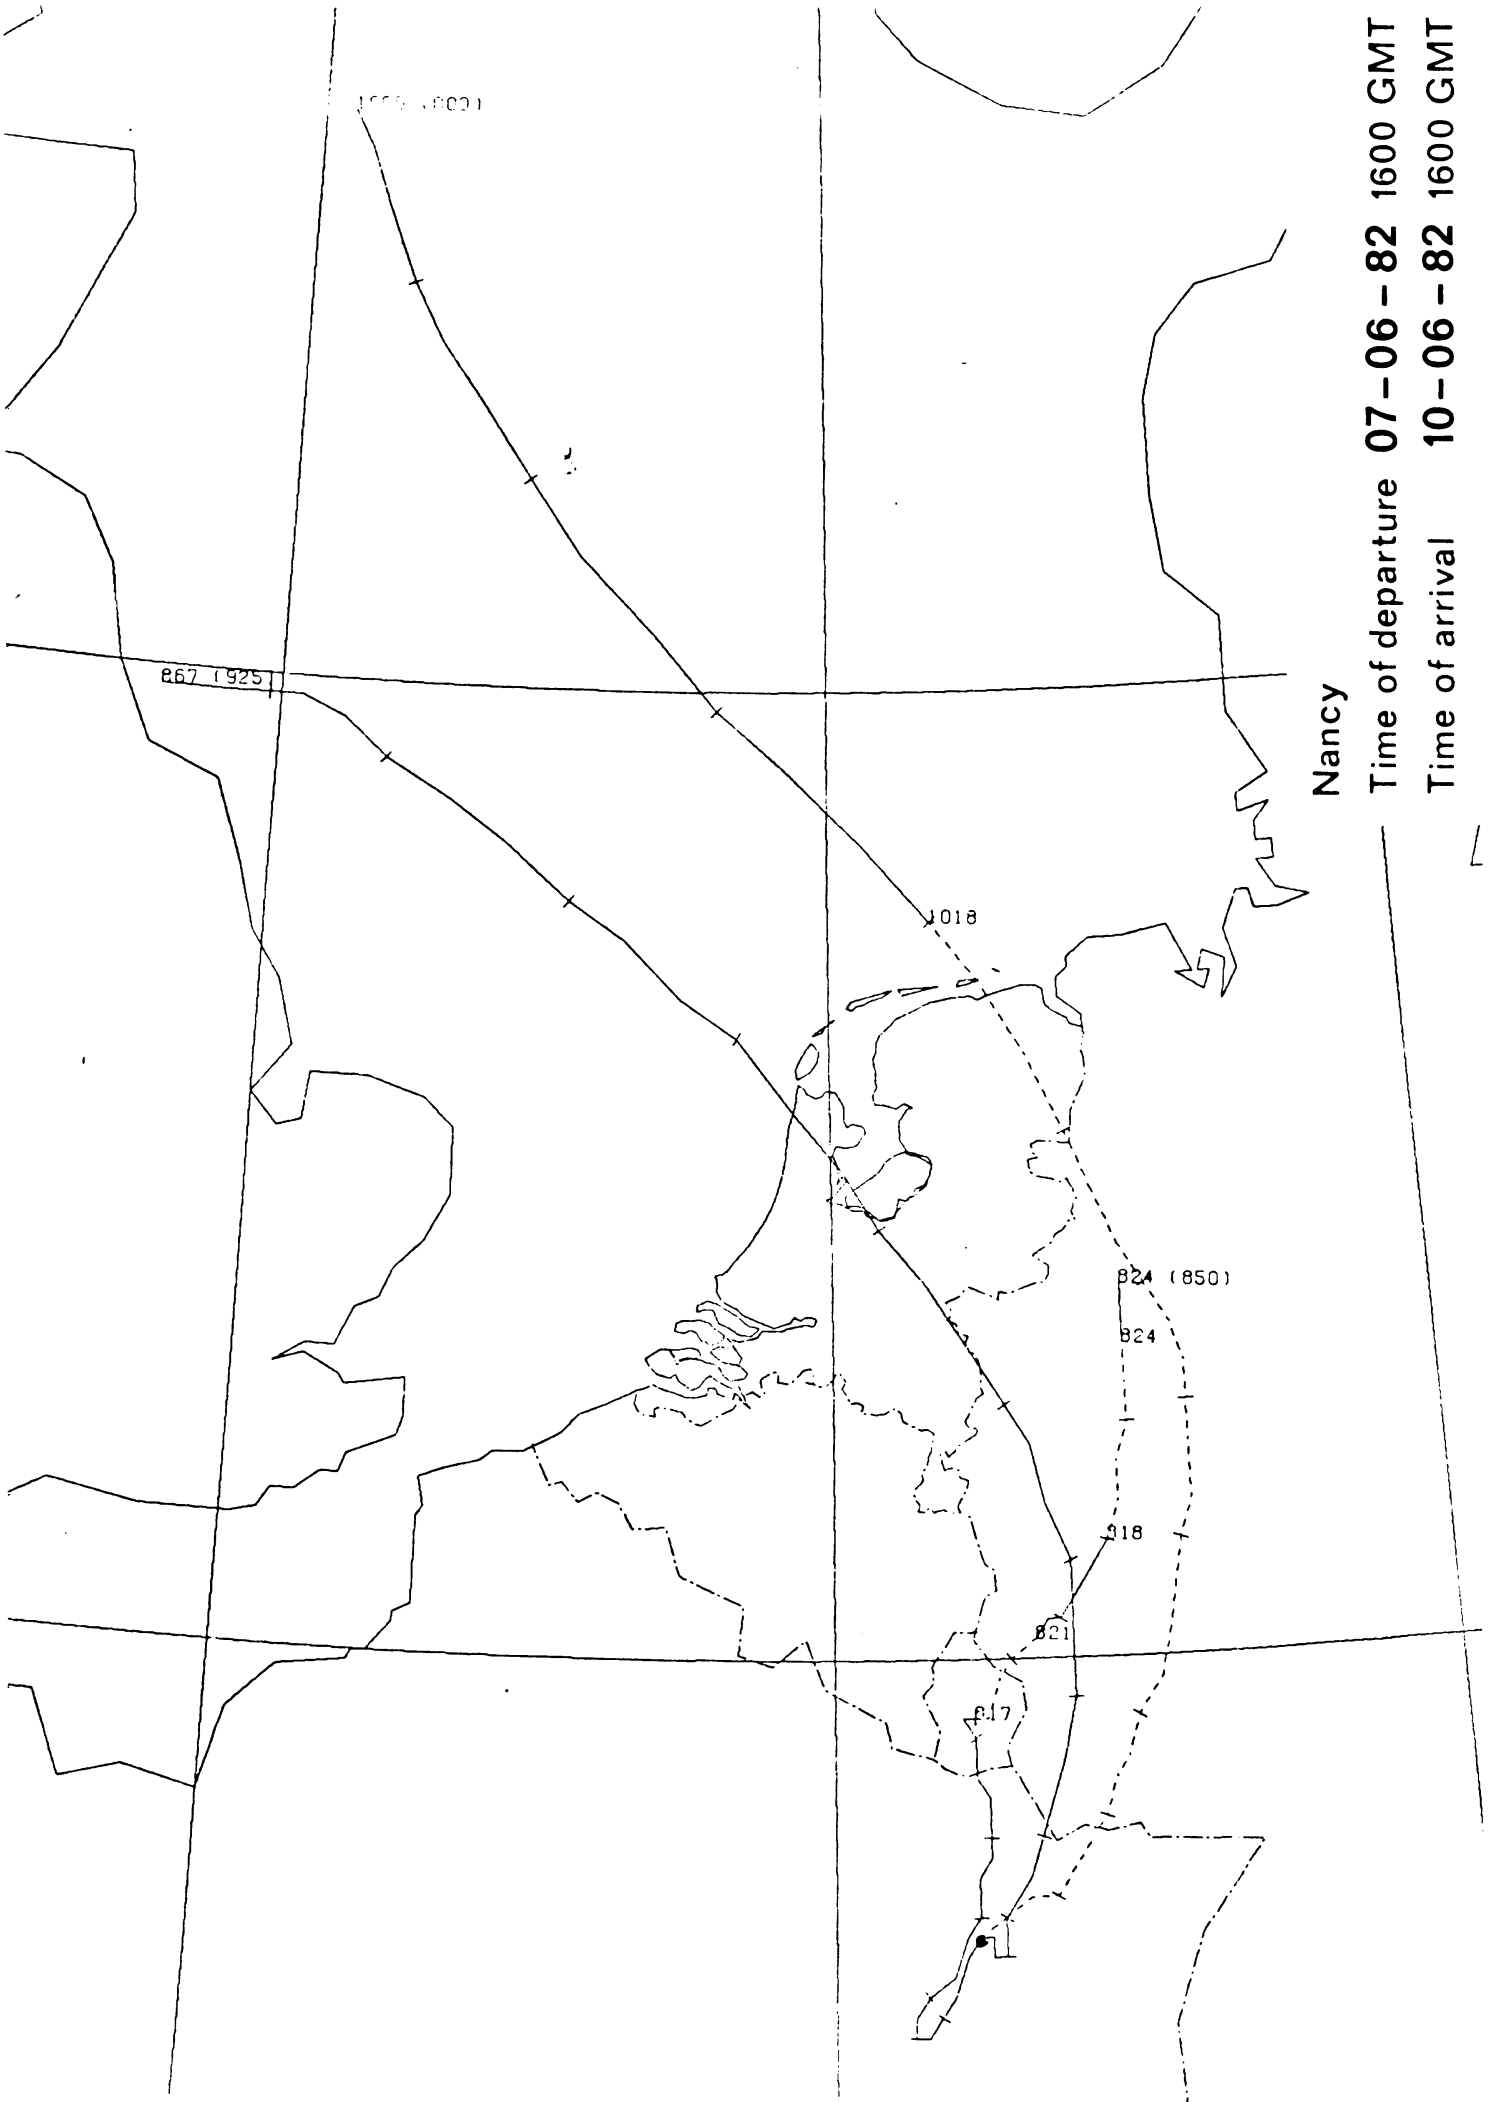 Nancy
Time of departure 07-06-82 1600 GMT
Time of arrival 10-06-82 1600 GMT
867 (925)
1018
824 (850)
824
818
821
817